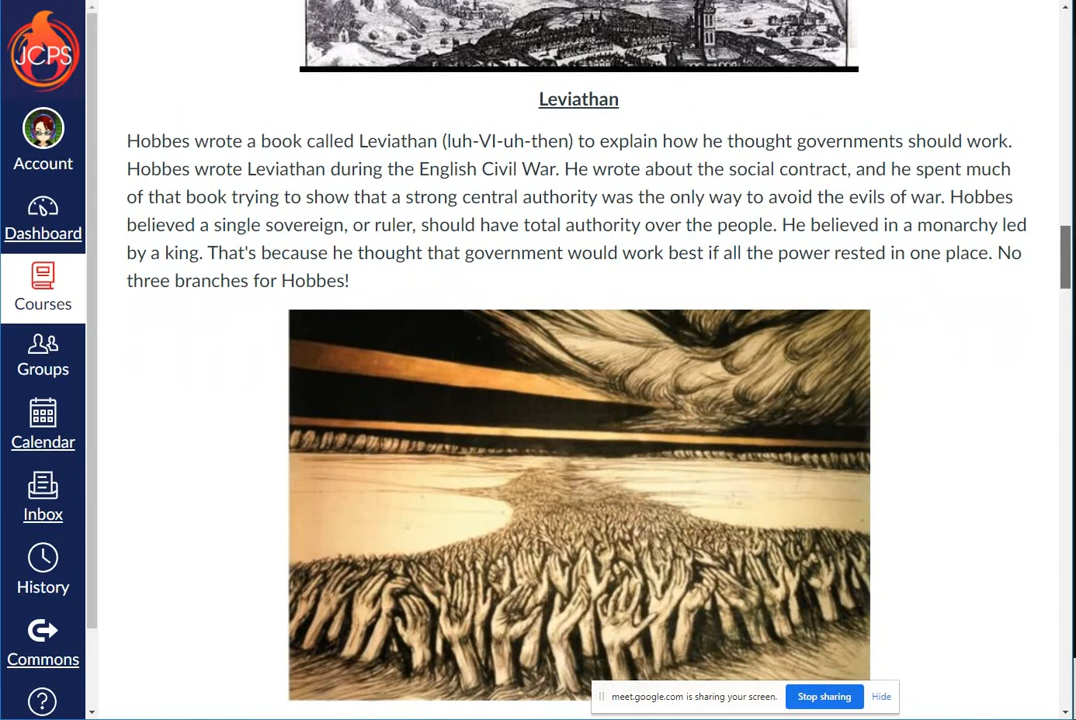 JCPS
Account
Dashboard
Courses
Groups
Calendar
Inbox
History
Commons
Leviathan
Hobbes wrote a book called Leviathan (luh-VI-uh-then) to explain how he thought governments should work.
Hobbes wrote Leviathan during the English Civil War. He wrote about the social contract, and he spent much
of that book trying to show that a strong central authority was the only way to avoid the evils of war. Hobbes
believed a single sovereign, or ruler, should have total authority over the people. He believed in a monarchy led
by a king. That's because he thought that government would work best if all the power rested in one place. No
three branches for Hobbes!
meet.google.com is sharing your screen. Stop sharing Hide